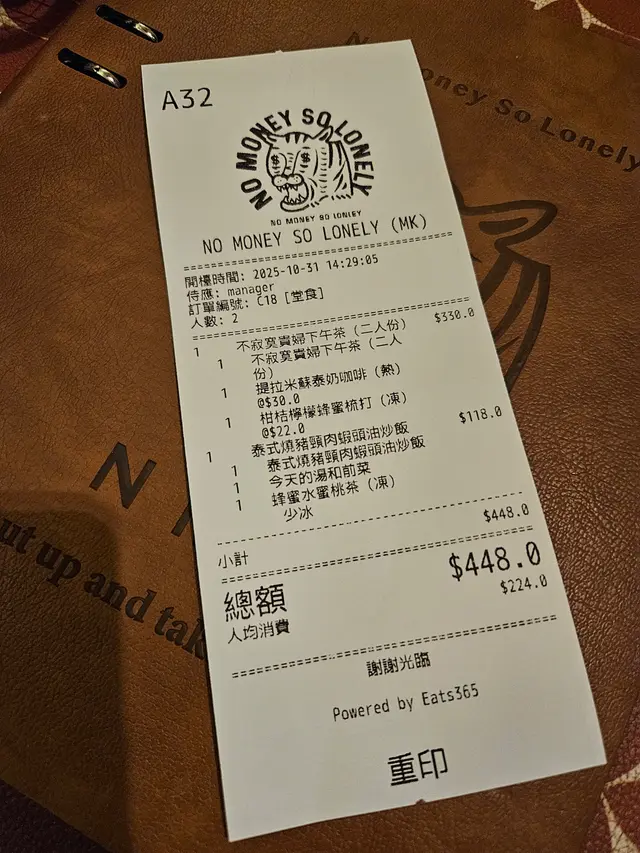 No Money So Lonely
A32
NO MONEY SO LONELY
NO MONEY SO LONLEY
NO MONEY SO LONELY (MK)
開檯時間: 2025-10-31 14:29:05
侍應: manager
訂單編號: C18 [堂食]
人數: 2
1 不寂寞貴婦下午茶 (二人份) $330.0
1 不寂寞貴婦下午茶 (二人
份)
1 提拉米蘇泰奶咖啡 (熱)
@$30.0
1 柑桔檸檬蜂蜜梳打 (凍)
@$22.0
1 泰式燒豬頸肉蝦頭油炒飯 $118.0
1 泰式燒豬頸肉蝦頭油炒飯
1 今天的湯和前菜
1 蜂蜜水蜜桃茶 (凍)
少冰
小計 $448.0
總額 $448.0
人均消費 $224.0
謝謝光臨
Powered by Eats365
重印
ut up and tak